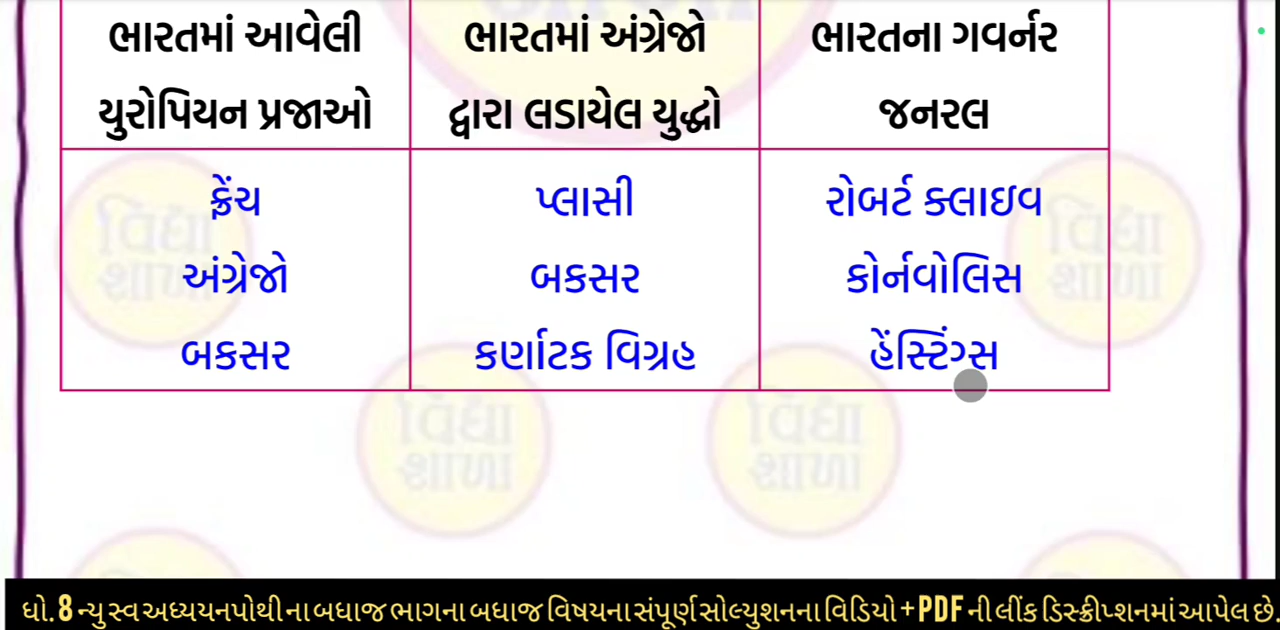 ભારતમાં આવેલી
યુરોપિયન પ્રજાઓ
ભારતમાં અંગ્રેજો
દ્વારા લડાયેલ યુદ્ધો
ભારતના ગવર્નર
જનરલ
ફ્રેંચ
પ્લાસી
રોબર્ટ ક્લાઇવ
અંગ્રેજો
બકસર
કોર્નવોલિસ
બકસર
કર્ણાટક વિગ્રહ
હેંસ્ટિંગ્સ
વિદ્યા
શાળા
વિદ્યા
શાળા
વિદ્યા
શાળા
વિદ્યા
શાળા
ધો. 8 ન્યુ સ્વઅધ્યયનપોથી ના બધાજ ભાગના બધાજ વિષયના સંપૂર્ણ સોલ્યુશનના વિડિયો + PDF ની લીંક ડિસ્ક્રીપ્શનમાં આપેલ છે.